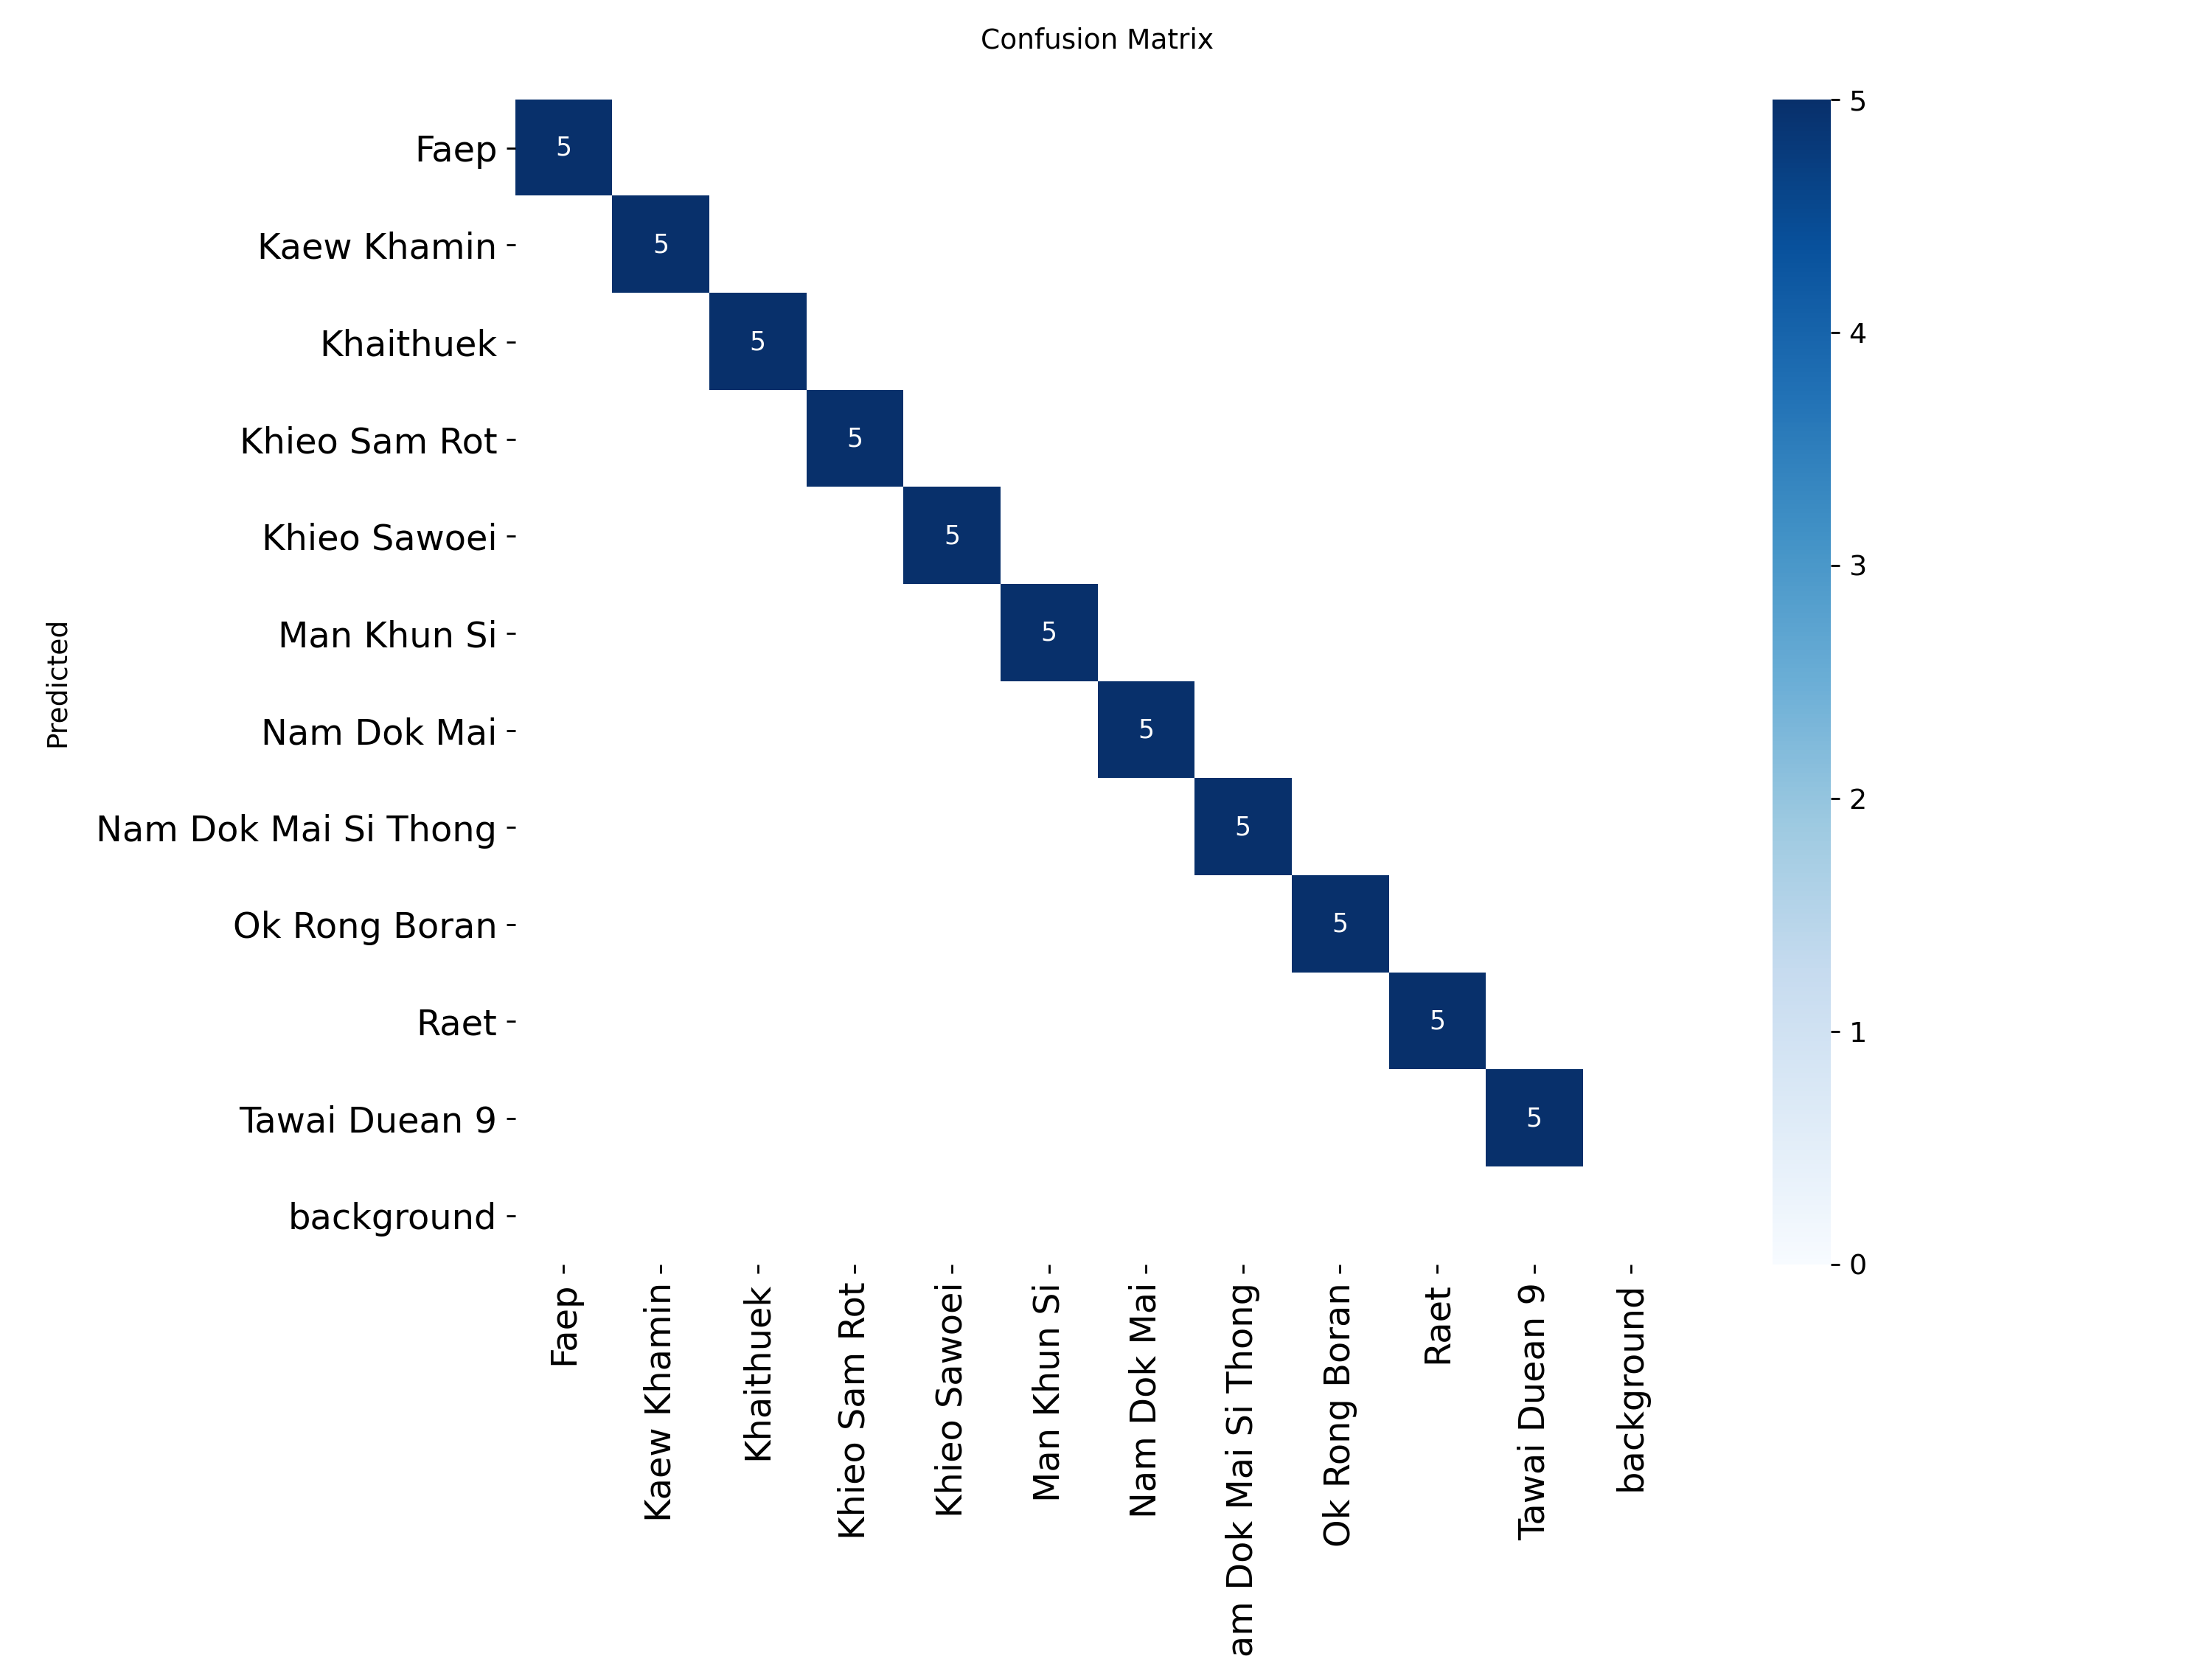 Confusion Matrix
Predicted
Faep
Kaew Khamin
Khaithuek
Khieo Sam Rot
Khieo Sawoei
Man Khun Si
Nam Dok Mai
Nam Dok Mai Si Thong
Ok Rong Boran
Raet
Tawai Duean 9
background
5
5
5
5
5
5
5
5
5
5
5
Faep
Kaew Khamin
Khaithuek
Khieo Sam Rot
Khieo Sawoei
Man Khun Si
Nam Dok Mai
am Dok Mai Si Thong
Ok Rong Boran
Raet
Tawai Duean 9
background
5
4
3
2
1
0